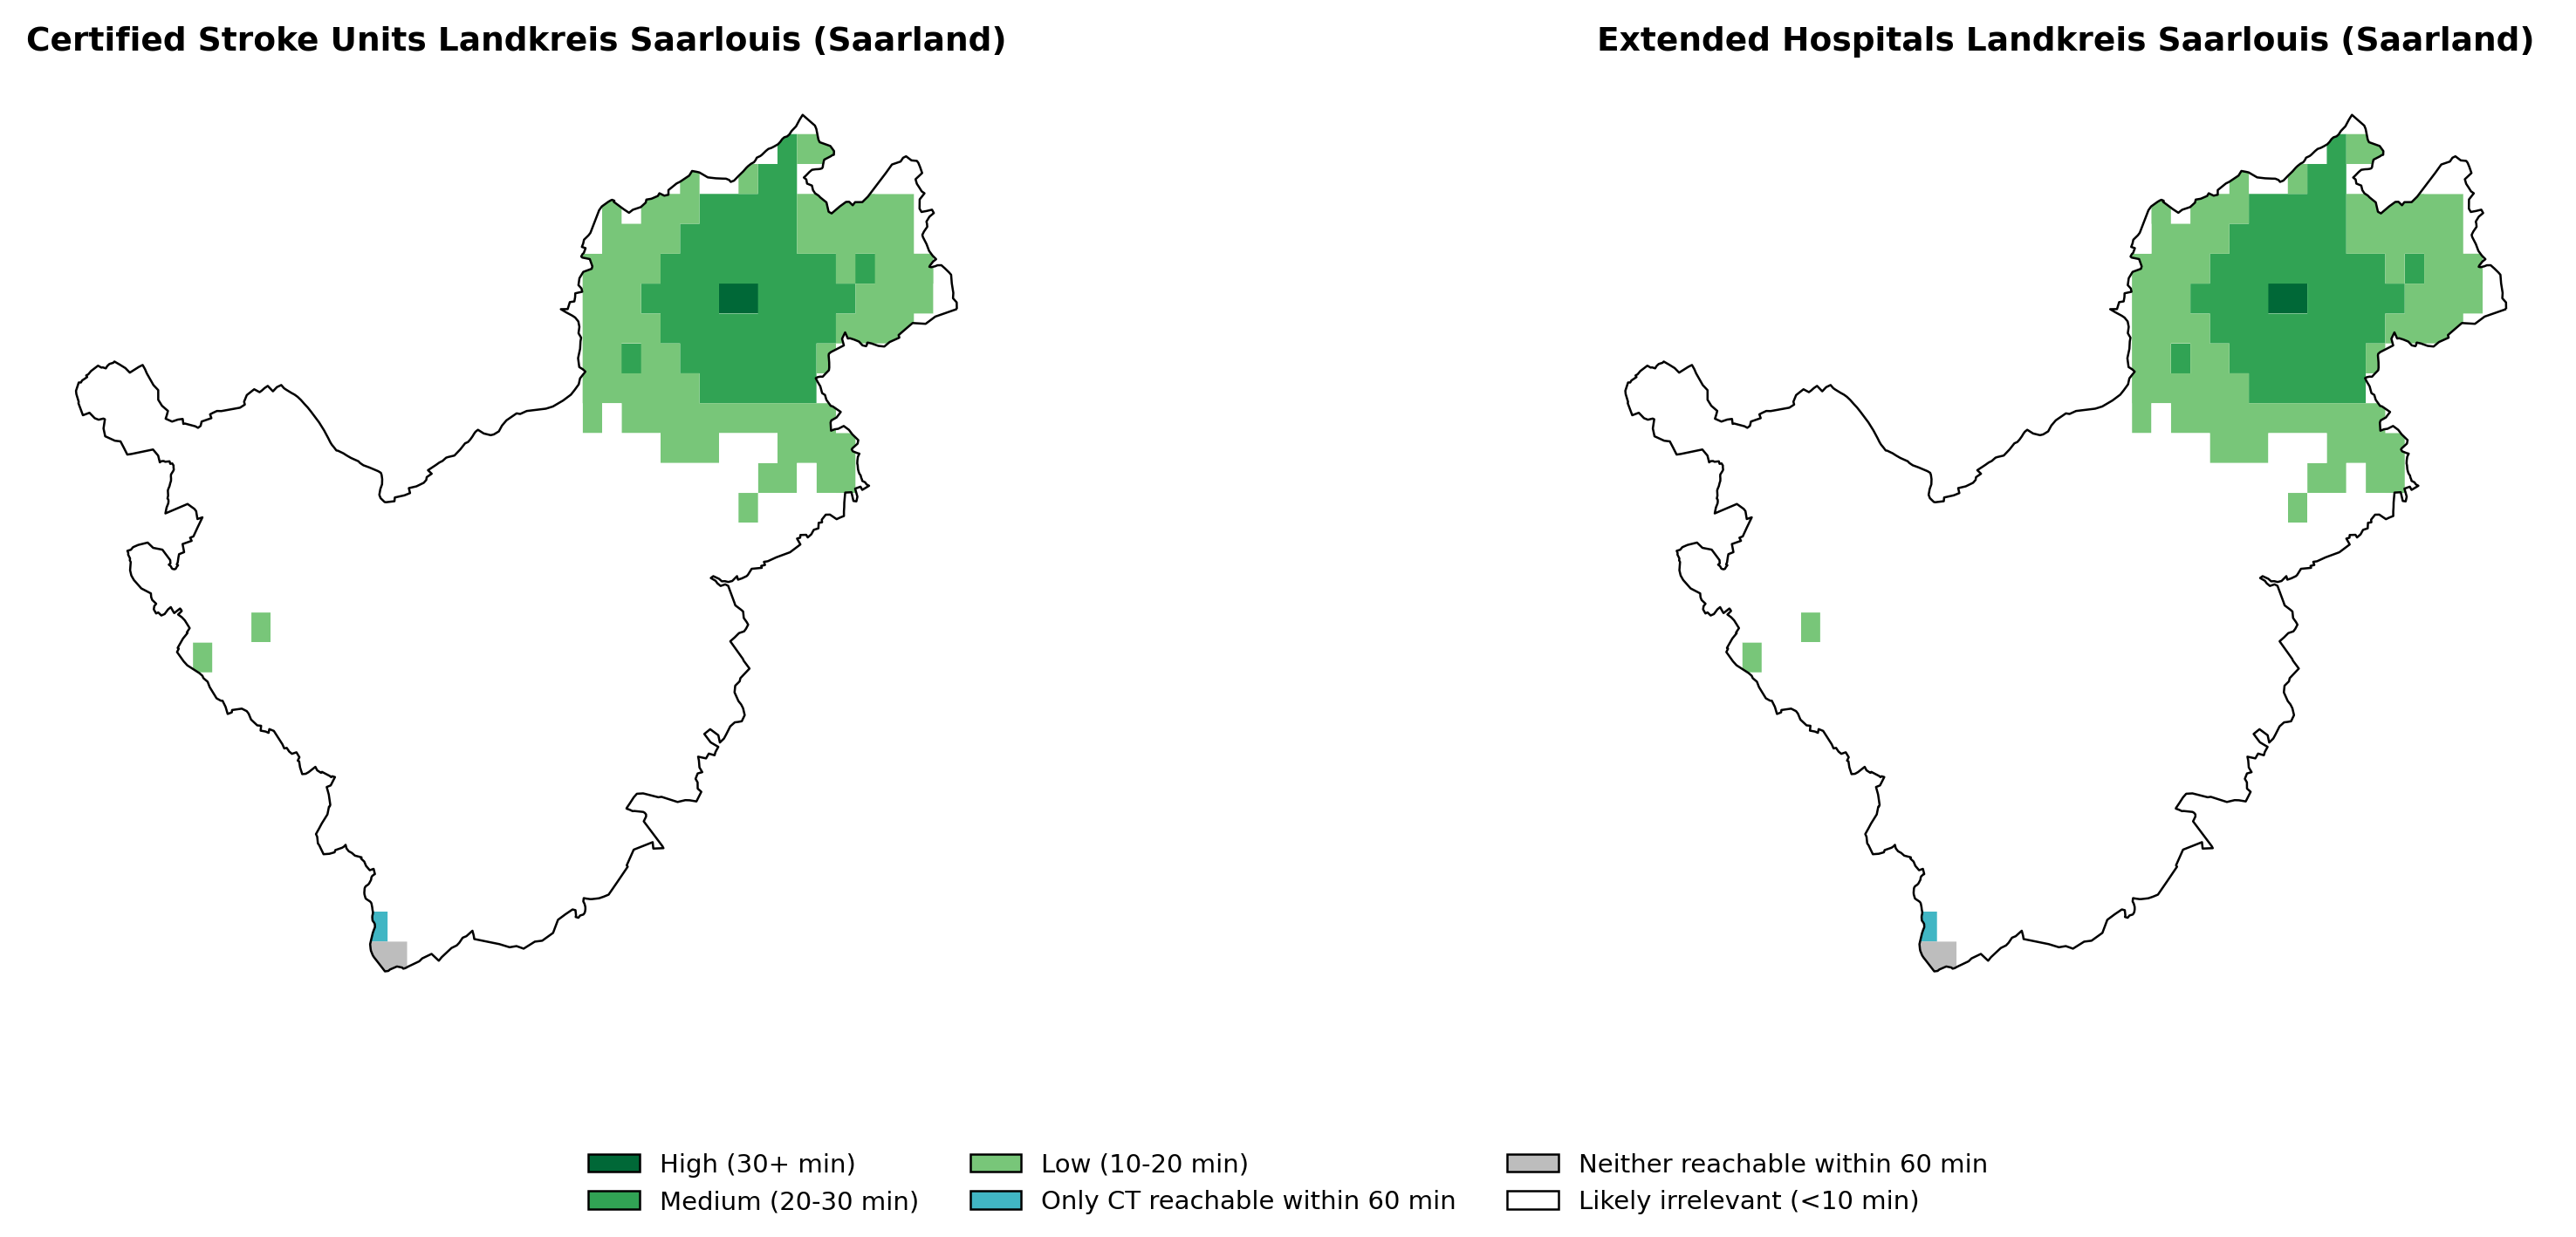 Certified Stroke Units Landkreis Saarlouis (Saarland)
Extended Hospitals Landkreis Saarlouis (Saarland)
High (30+ min)
Medium (20-30 min)
Low (10-20 min)
Only CT reachable within 60 min
Neither reachable within 60 min
Likely irrelevant (<10 min)